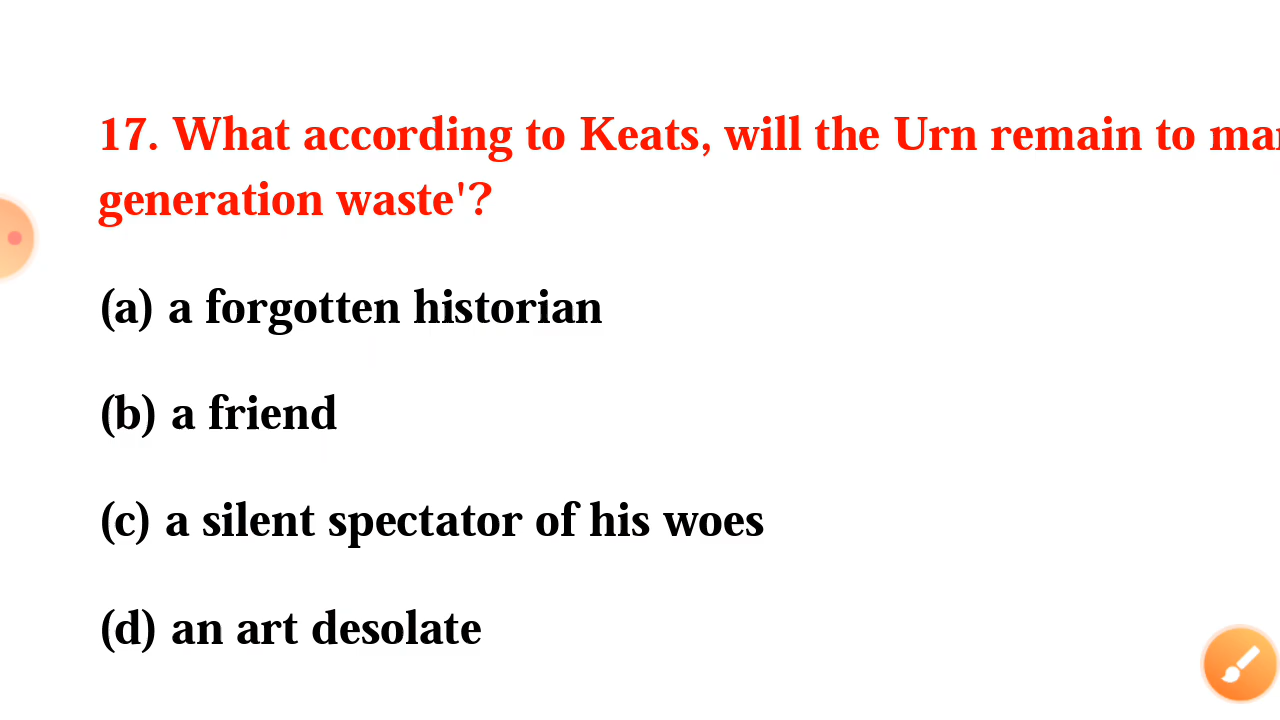 17. What according to Keats, will the Urn remain to
generation waste'?
(a) a forgotten historian
(b) a friend
(c) a silent spectator of his woes
(d) an art desolate